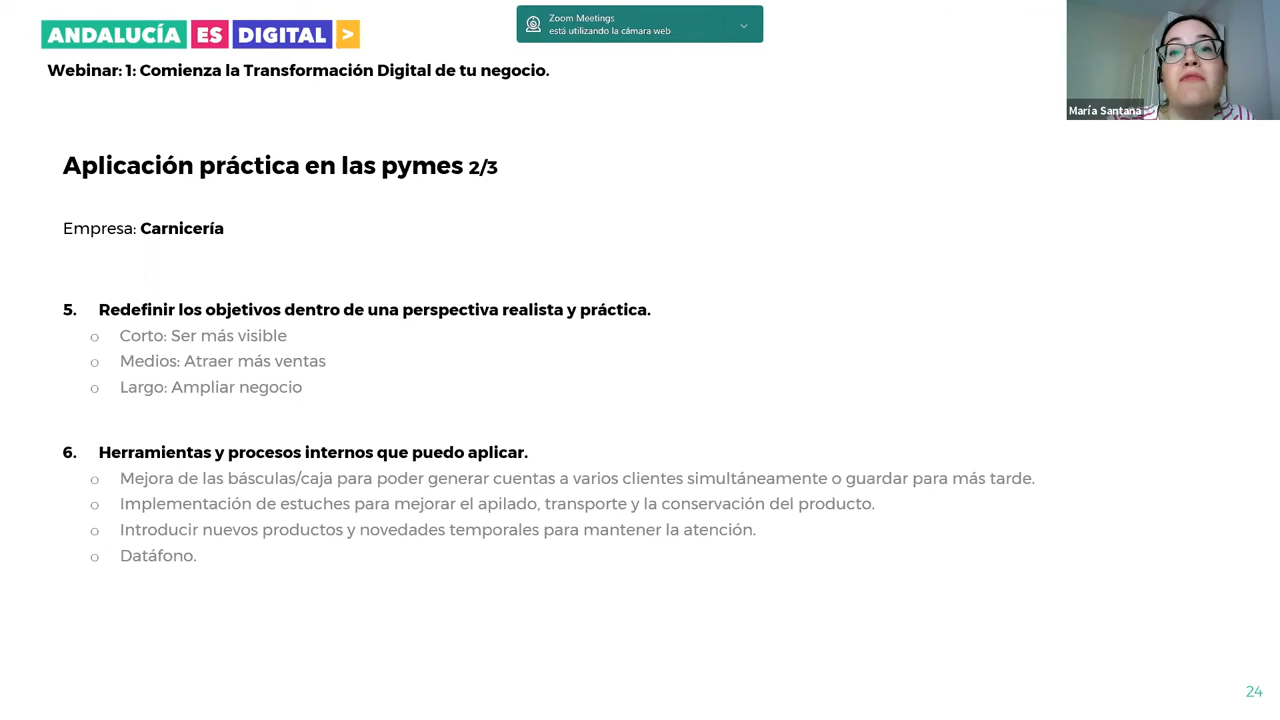 ANDALUCÍA ES DIGITAL >
Zoom Meetings
está utilizando la cámara web
Webinar: 1: Comienza la Transformación Digital de tu negocio.
María Santana
Aplicación práctica en las pymes 2/3
Empresa: Carnicería
5. Redefinir los objetivos dentro de una perspectiva realista y práctica.
o Corto: Ser más visible
o Medios: Atraer más ventas
o Largo: Ampliar negocio
6. Herramientas y procesos internos que puedo aplicar.
o Mejora de las básculas/caja para poder generar cuentas a varios clientes simultáneamente o guardar para más tarde.
o Implementación de estuches para mejorar el apilado, transporte y la conservación del producto.
o Introducir nuevos productos y novedades temporales para mantener la atención.
o Datáfono.
24